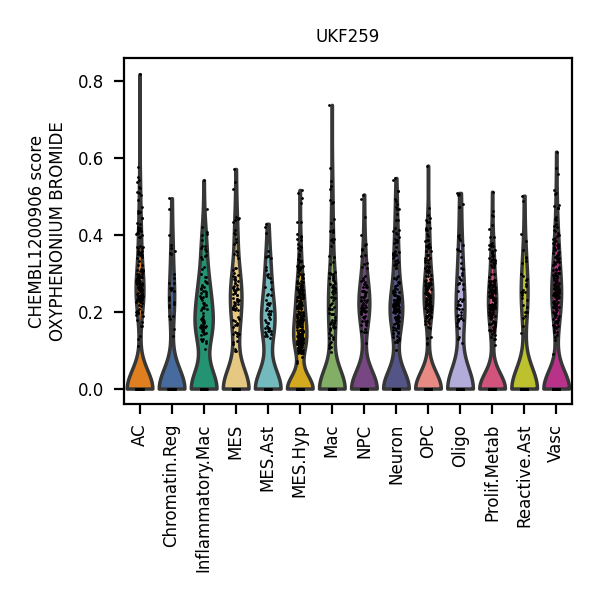 UKF259
CHEMBL1200906 score
OXYPHENONIUM BROMIDE
0.8
0.6
0.4
0.2
0.0
AC
Chromatin.Reg
Inflammatory.Mac
MES
MES.Ast
MES.Hyp
Mac
NPC
Neuron
OPC
Oligo
Prolif.Metab
Reactive.Ast
Vasc